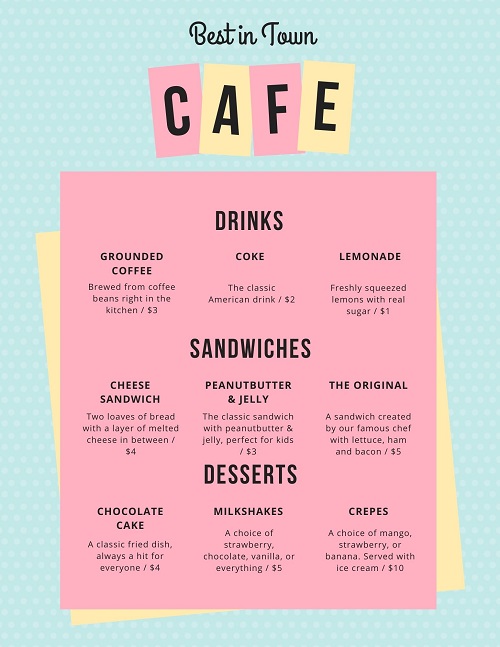 Best in Town
CAFE
DRINKS
GROUNDED
COFFEE
Brewed from coffee
beans right in the
kitchen / $3
COKE
The classic
American drink / $2
LEMONADE
Freshly squeezed
lemons with real
sugar / $1
SANDWICHES
CHEESE
SANDWICH
Two loaves of bread
with a layer of melted
cheese in between /
$4
PEANUTBUTTER
& JELLY
The classic sandwich
with peanutbutter &
jelly, perfect for kids
/ $3
THE ORIGINAL
A sandwich created
by our famous chef
with lettuce, ham
and bacon / $5
DESSERTS
CHOCOLATE
CAKE
A classic fried dish,
always a hit for
everyone / $4
MILKSHAKES
A choice of
strawberry,
chocolate, vanilla, or
everything / $5
CREPES
A choice of mango,
strawberry, or
banana. Served with
ice cream / $10